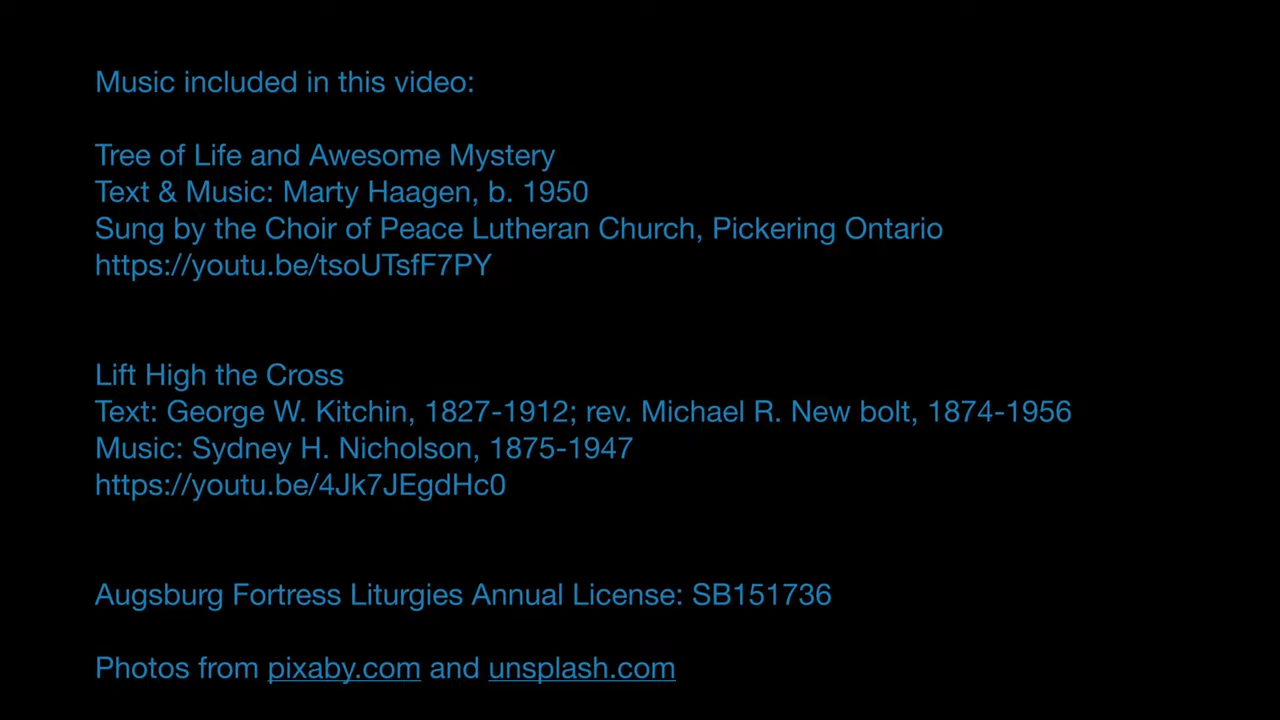 Music included in this video:
Tree of Life and Awesome Mystery
Text & Music: Marty Haagen, b. 1950
Sung by the Choir of Peace Lutheran Church, Pickering Ontario
https://youtu.be/tsoUTsfF7PY
Lift High the Cross
Text: George W. Kitchin, 1827-1912; rev. Michael R. New bolt, 1874-1956
Music: Sydney H. Nicholson, 1875-1947
https://youtu.be/4Jk7JEgdHc0
Augsburg Fortress Liturgies Annual License: SB151736
Photos from pixaby.com and unsplash.com